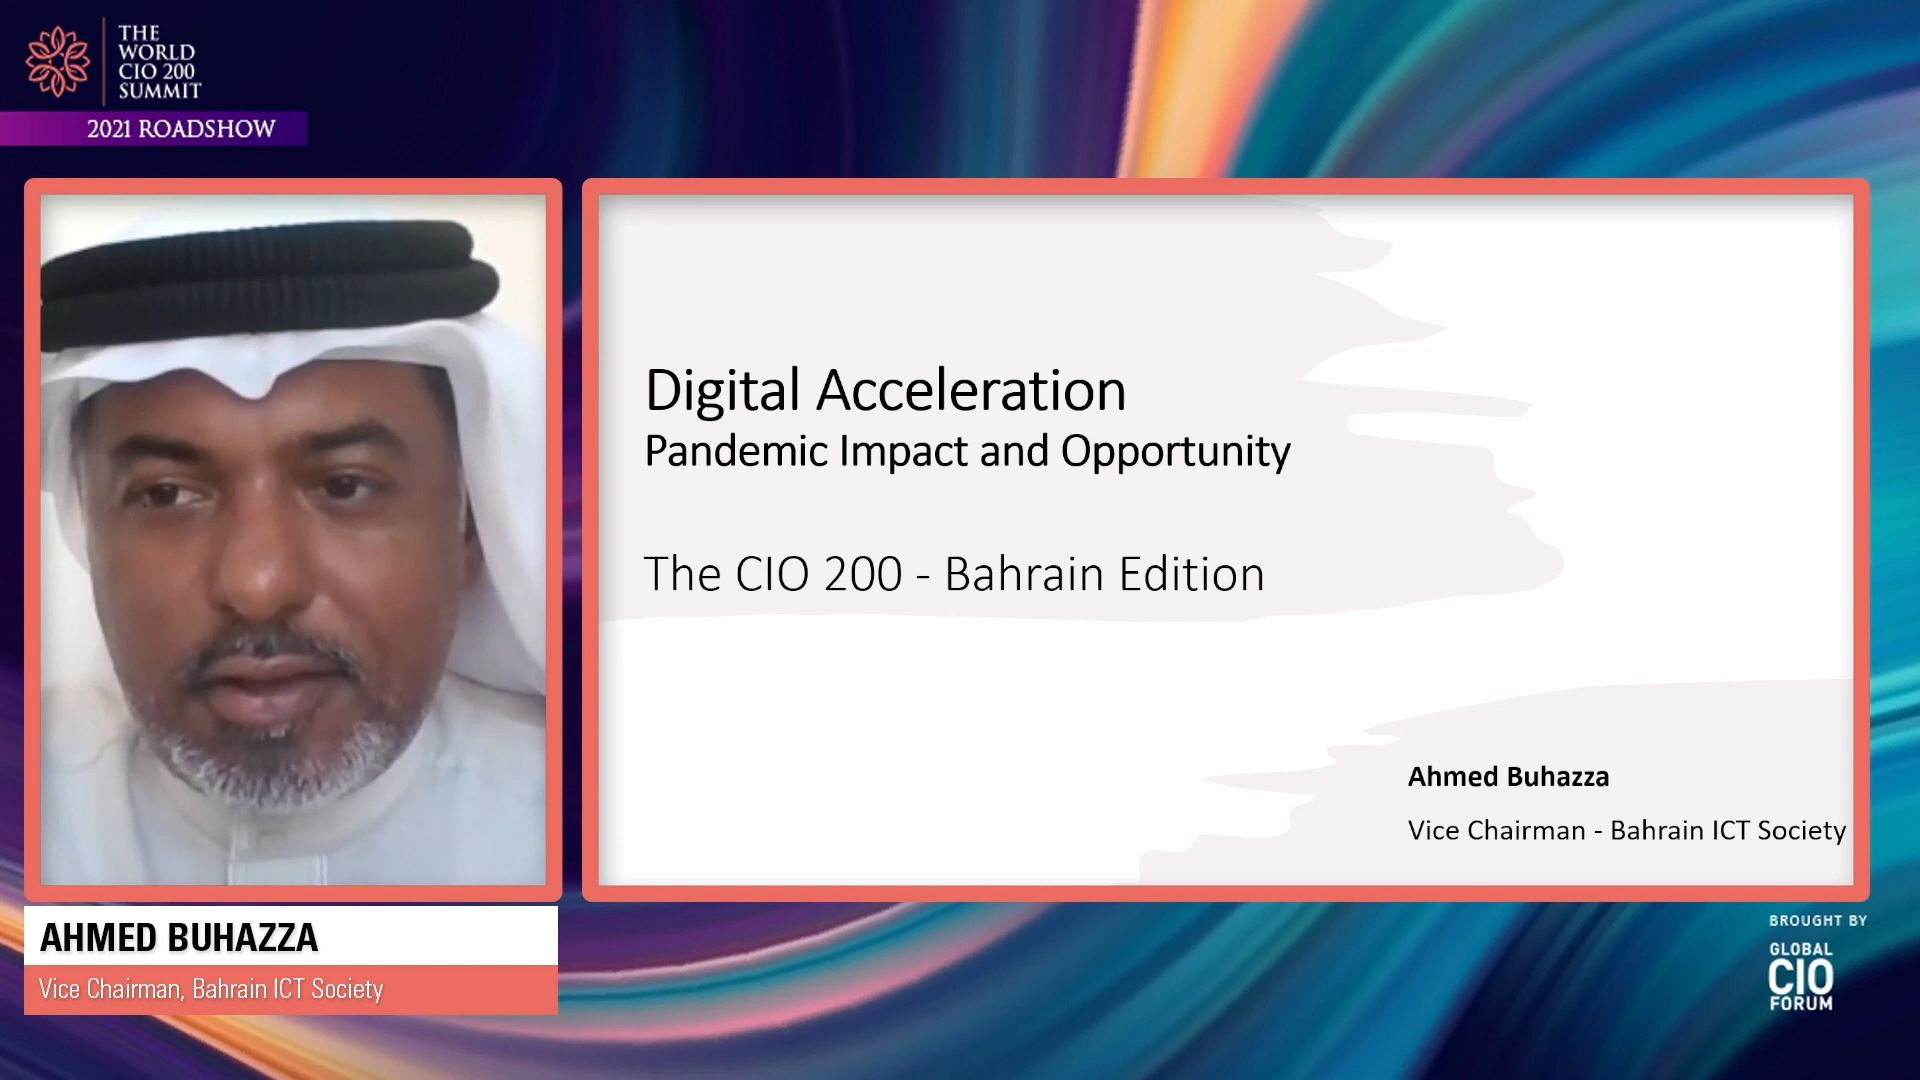 THE
WORLD
CIO 200
SUMMIT
2021 ROADSHOW
Digital Acceleration
Pandemic Impact and Opportunity
The CIO 200 - Bahrain Edition
Ahmed Buhazza
Vice Chairman - Bahrain ICT Society
AHMED BUHAZZA
Vice Chairman, Bahrain ICT Society
BROUGHT BY
GLOBAL
CIO
FORUM